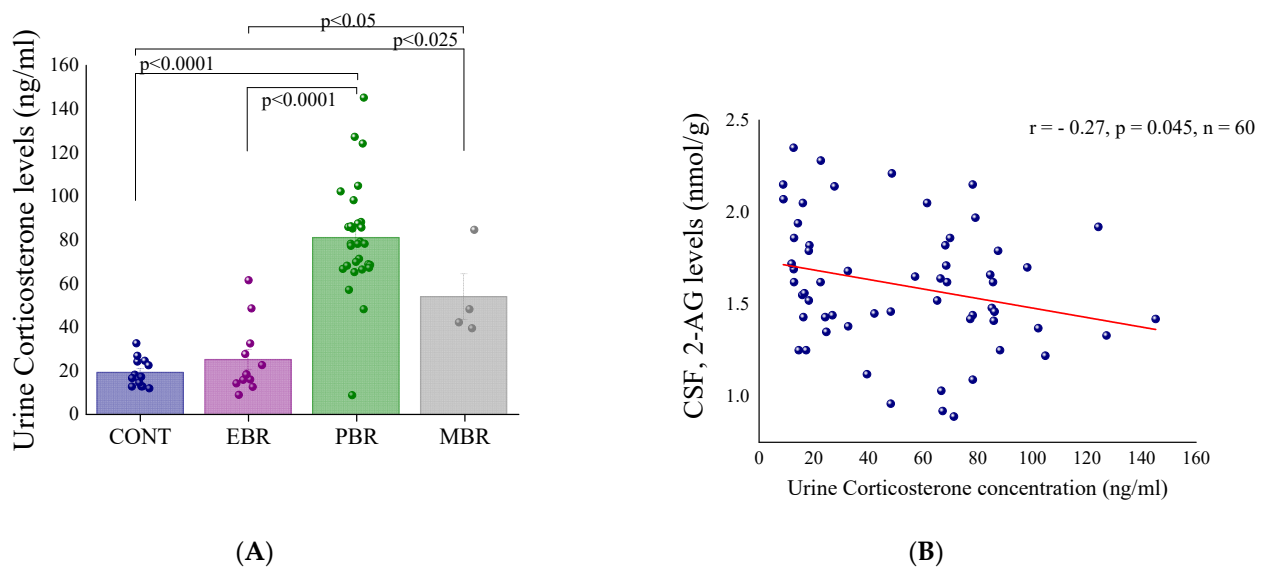 p<0.05
p<0.025
p<0.0001
p<0.0001
Urine Corticosterone levels (ng/ml)
160
140
120
100
80
60
40
20
0
CONT EBR PBR MBR
(A)
r = - 0.27, p = 0.045, n = 60
CSF, 2-AG levels (nmol/g)
2.5
2.0
1.5
1.0
0 20 40 60 80 100 120 140 160
Urine Corticosterone concentration (ng/ml)
(B)